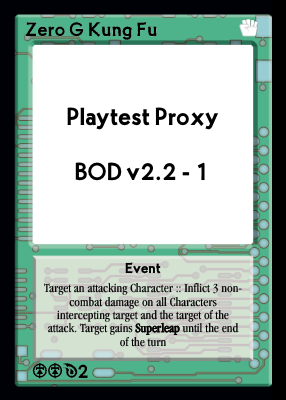 Zero G Kung Fu
Playtest Proxy
BOD v2.2 - 1
Event
Target an attacking Character :: Inflict 3 non-
combat damage on all Characters
intercepting target and the target of the
attack. Target gains Superleap until the end
of the turn
2